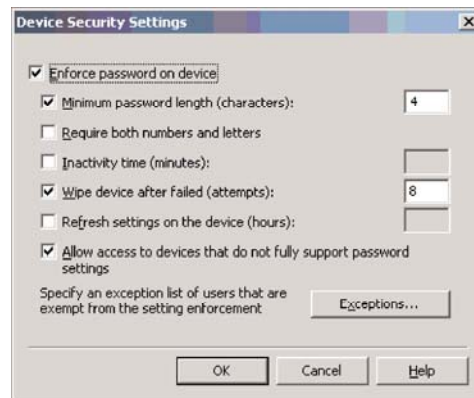 Device Security Settings
Enforce password on device
Minimum password length (characters): 4
Require both numbers and letters
Inactivity time (minutes):
Wipe device after failed (attempts): 8
Refresh settings on the device (hours):
Allow access to devices that do not fully support password
settings
Specify an exception list of users that are
exempt from the setting enforcement
Exceptions...
OK Cancel Help